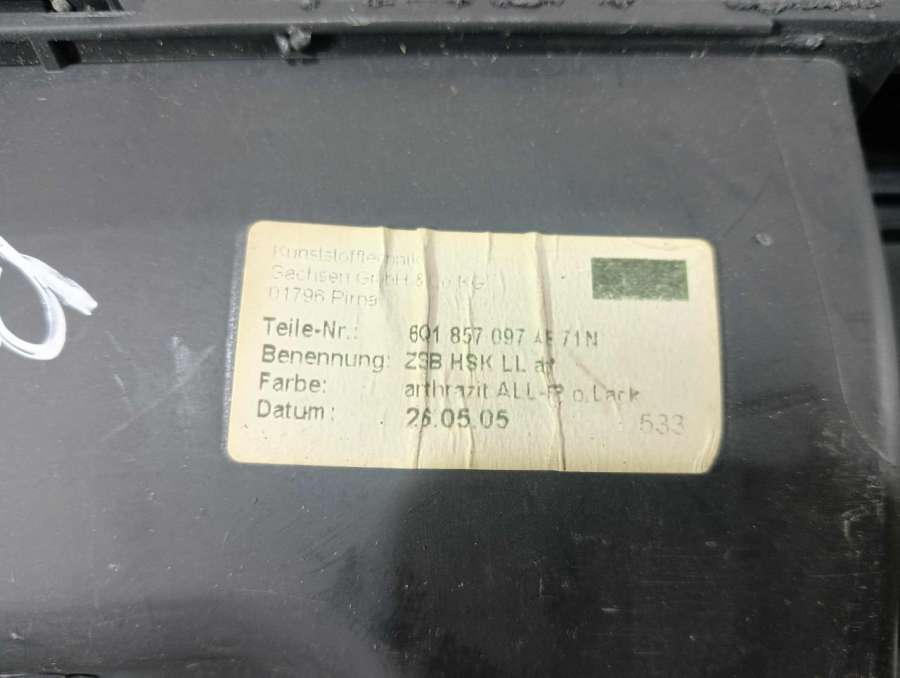 Kunststofftechnik
Sachsen GmbH & Co KG
01796 Pirna
Teile-Nr.: 6Q1 857 097 71N
Benennung: ZSB HSK LL
Farbe: ALL-R o.Lack
Datum: 26.05.05
533